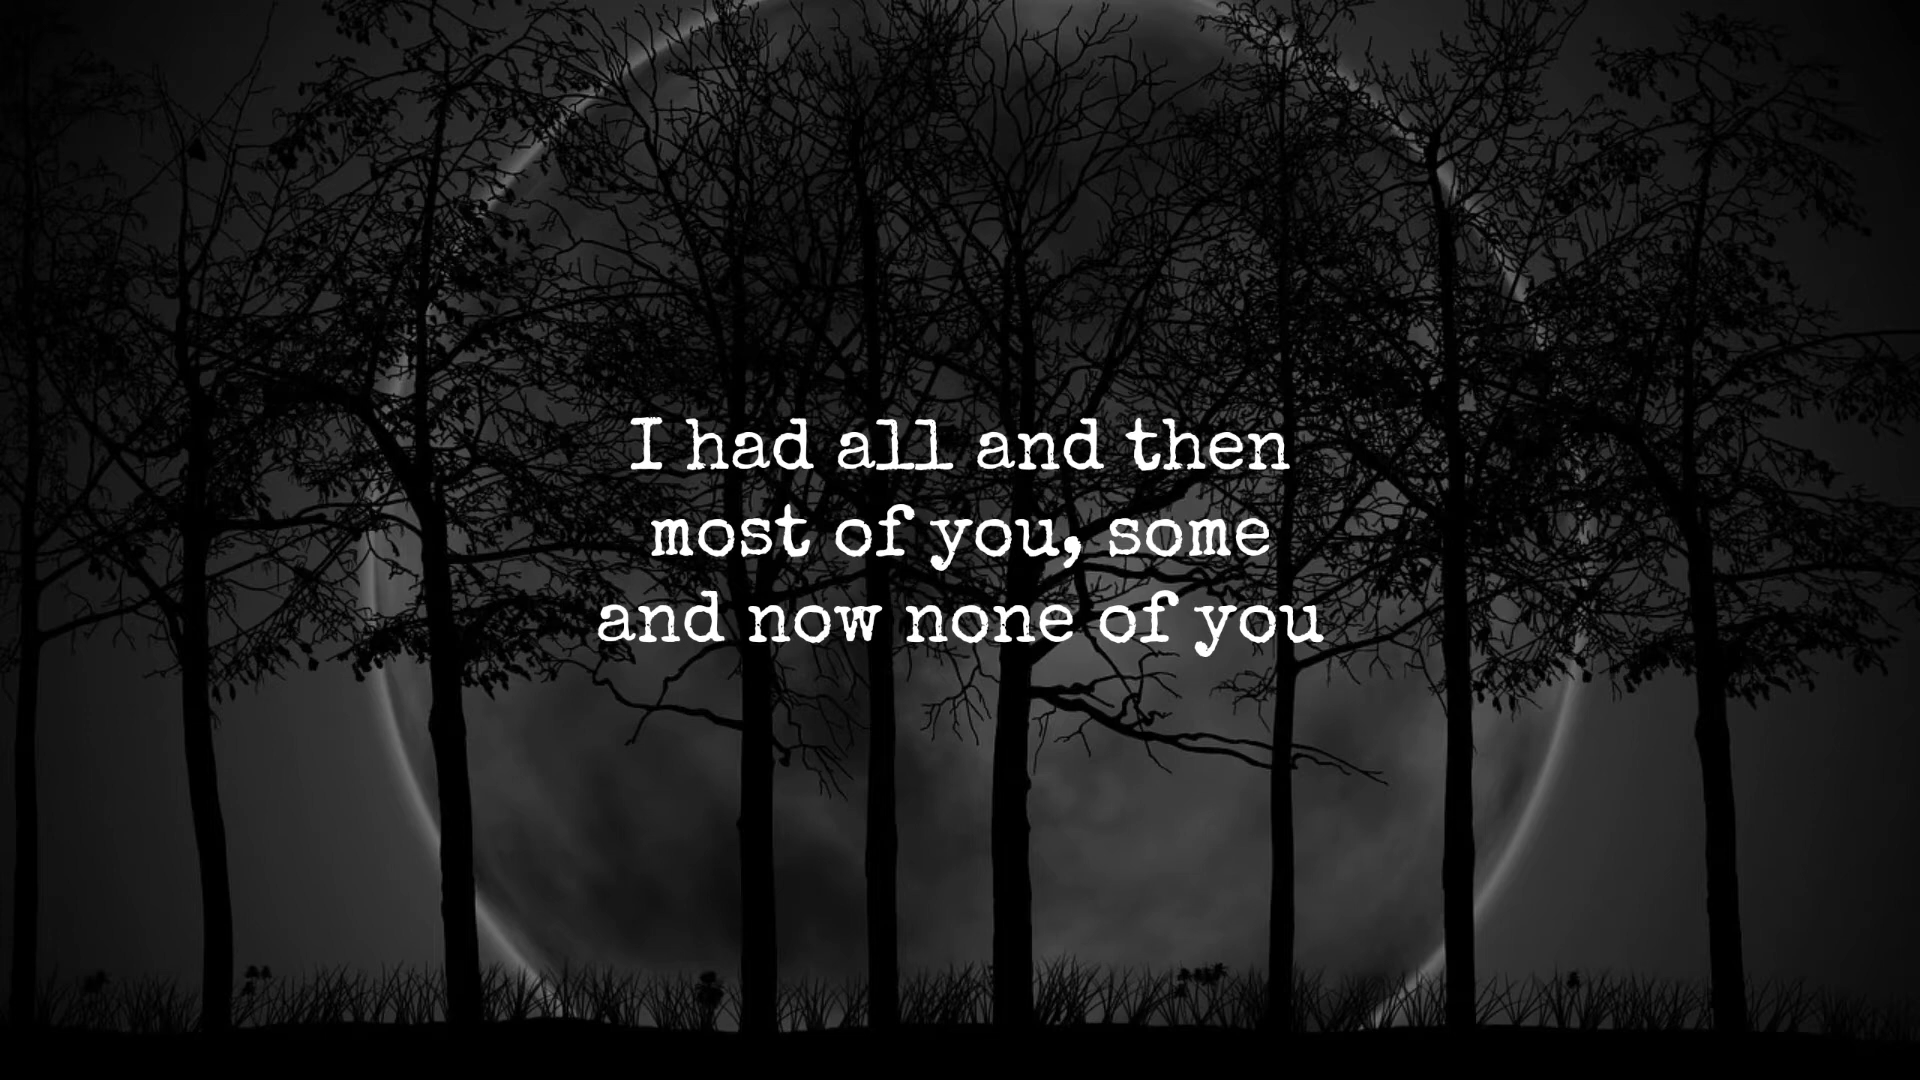 I had all and then
most of you, some
and now none of you